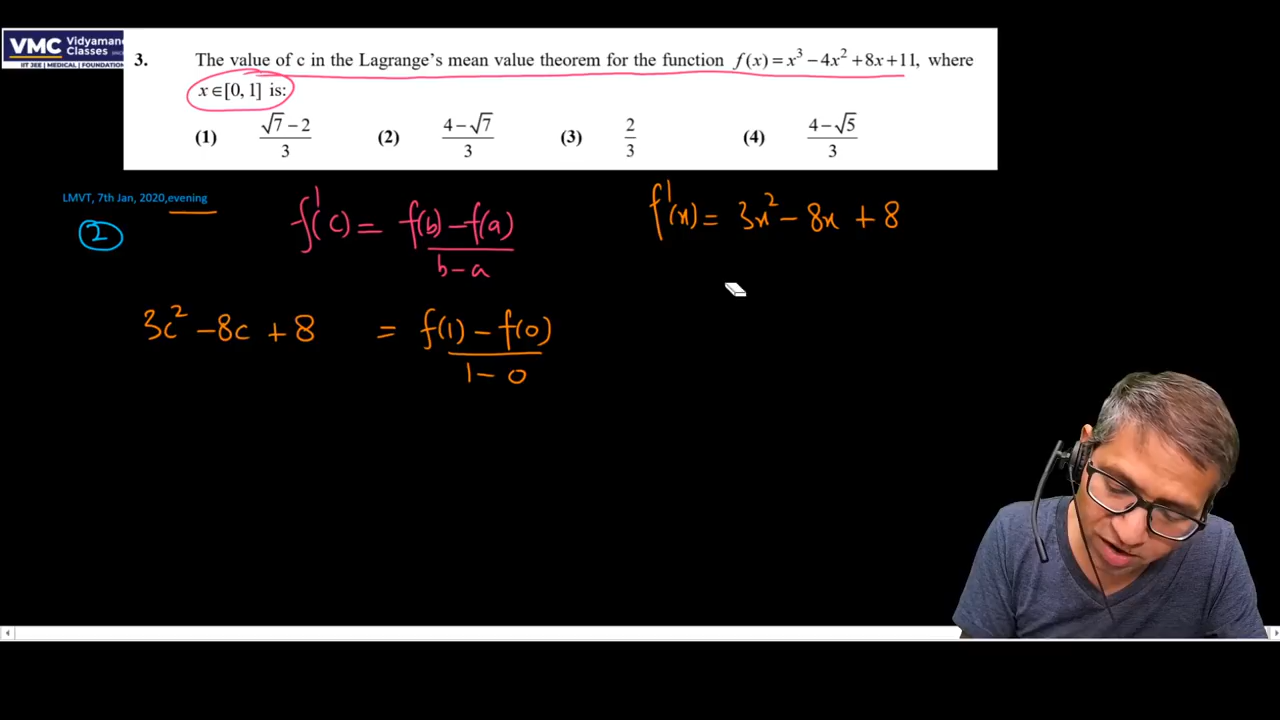 VMC Vidyaman
Classes
IIT JEE | MEDICAL | FOUNDATION
3. The value of c in the Lagrange's mean value theorem for the function f(x) = x³ − 4x² + 8x + 11, where
x ∈ [0, 1] is:
(1) (√7 − 2)/3 (2) (4 − √7)/3 (3) 2/3 (4) (4 − √5)/3
LMVT, 7th Jan, 2020,evening
2
f'(c) = (f(b) − f(a))/(b − a)
f'(x) = 3x² − 8x + 8
3c² − 8c + 8 = (f(1) − f(0))/(1 − 0)